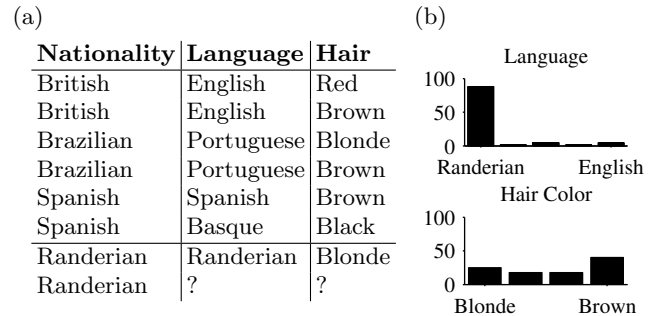 (a)
Nationality Language Hair
British English Red
British English Brown
Brazilian Portuguese Blonde
Brazilian Portuguese Brown
Spanish Spanish Brown
Spanish Basque Black
Randerian Randerian Blonde
Randerian ? ?
(b)
Language
100
50
0
Randerian English
Hair Color
100
50
0
Blonde Brown